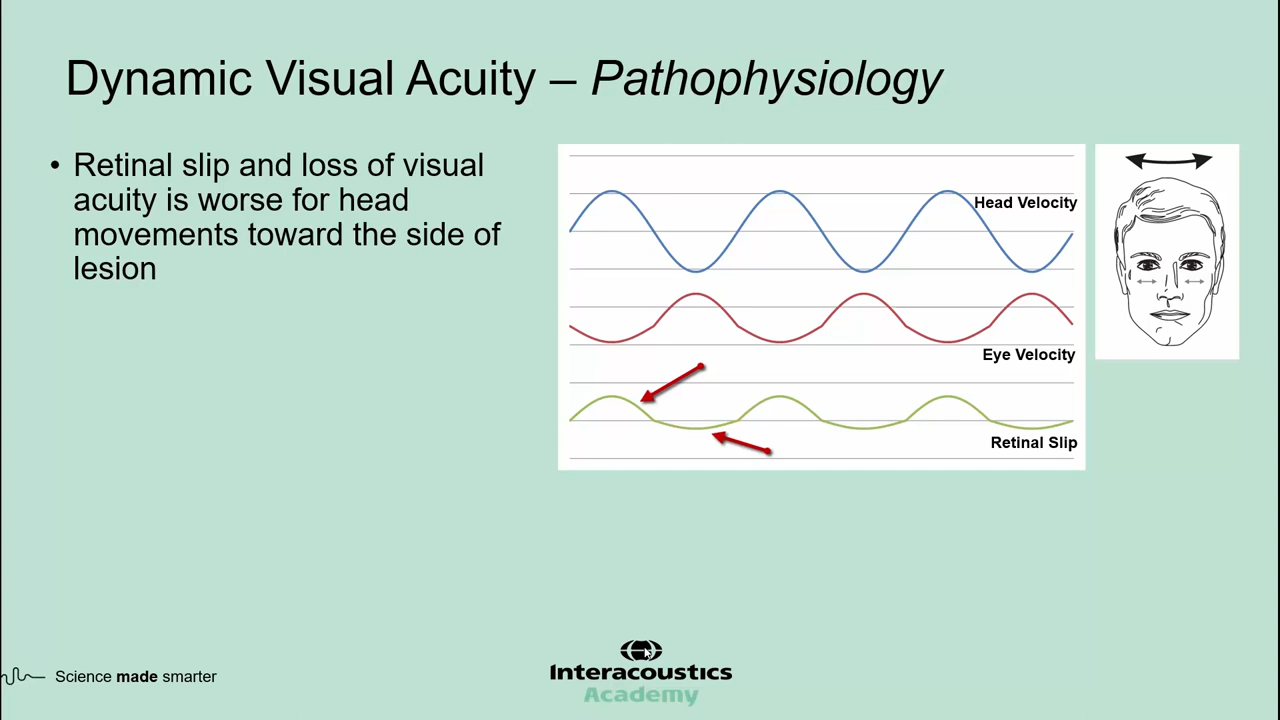 Dynamic Visual Acuity – Pathophysiology
• Retinal slip and loss of visual
acuity is worse for head
movements toward the side of
lesion
Head Velocity
Eye Velocity
Retinal Slip
Science made smarter
Interacoustics
Academy